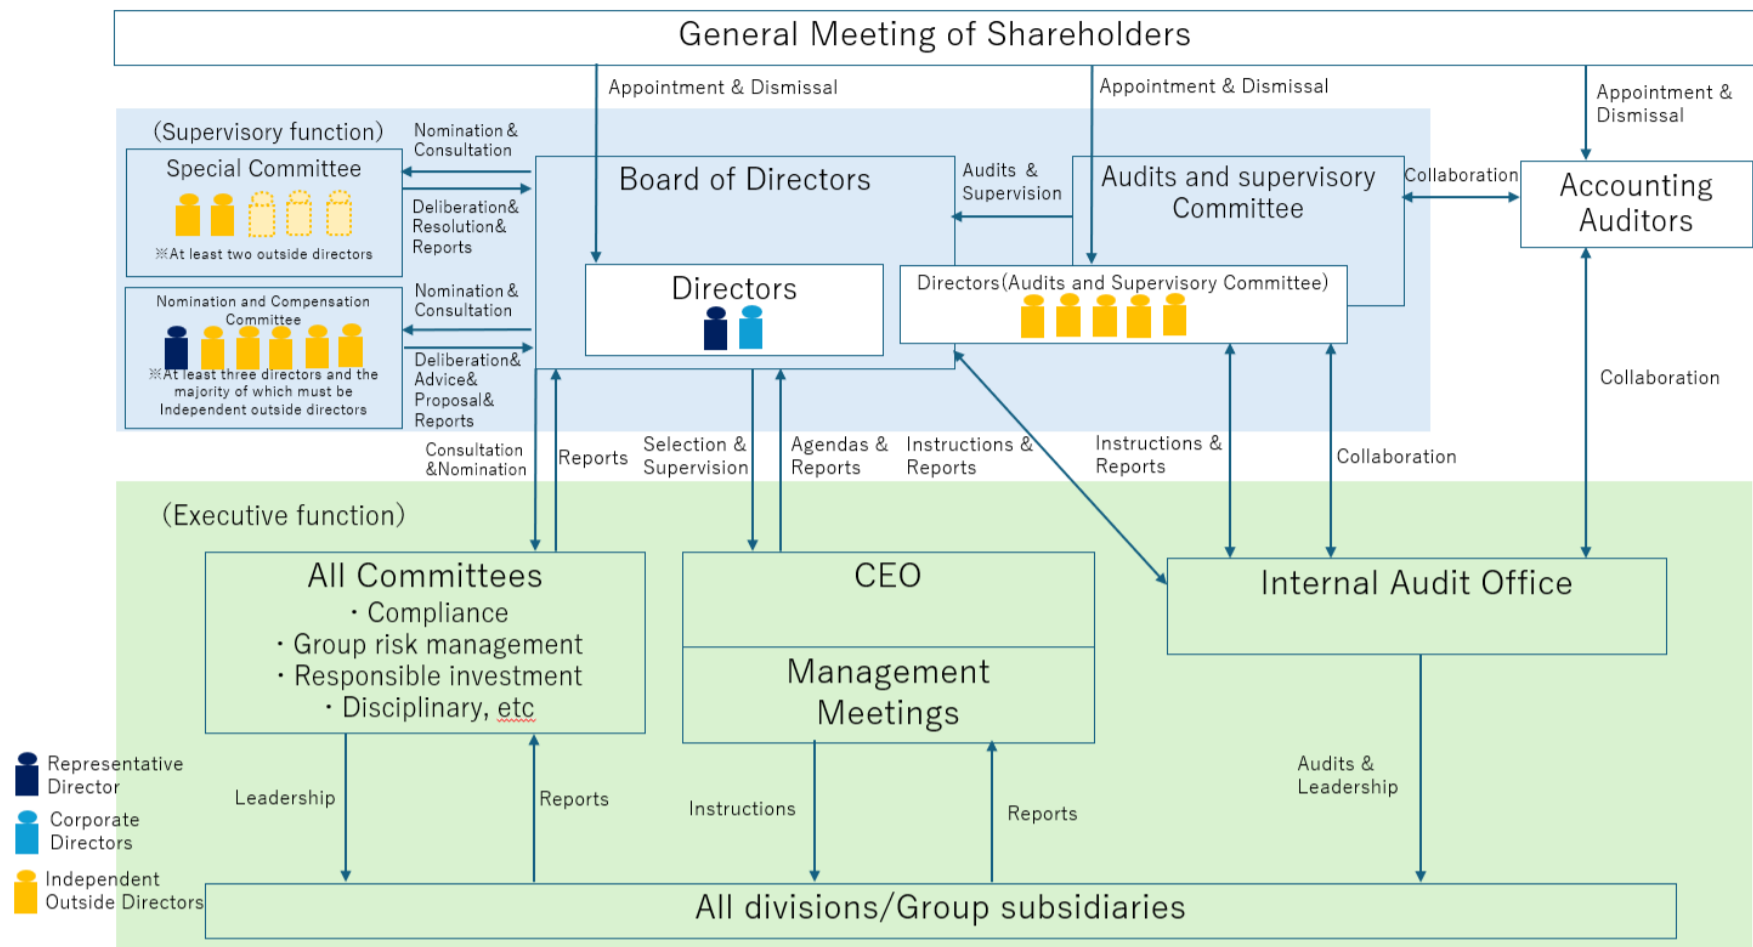 General Meeting of Shareholders
Appointment & Dismissal
Appointment & Dismissal
Appointment &
Dismissal
(Supervisory function)
Special Committee
※At least two outside directors
Nomination &
Consultation
Deliberation&
Resolution&
Reports
Board of Directors
Audits &
Supervision
Audits and supervisory
Committee
Collaboration
Accounting
Auditors
Nomination and Compensation
Committee
※At least three directors and the
majority of which must be
Independent outside directors
Nomination &
Consultation
Deliberation&
Advice&
Proposal&
Reports
Directors
Directors(Audits and Supervisory Committee)
Collaboration
Consultation
&Nomination
Reports
Selection &
Supervision
Agendas &
Reports
Instructions &
Reports
Instructions &
Reports
Collaboration
(Executive function)
All Committees
・Compliance
・Group risk management
・Responsible investment
・Disciplinary, etc
CEO
Management
Meetings
Internal Audit Office
Leadership
Reports
Instructions
Reports
Audits &
Leadership
All divisions/Group subsidiaries
Representative
Director
Corporate
Directors
Independent
Outside Directors